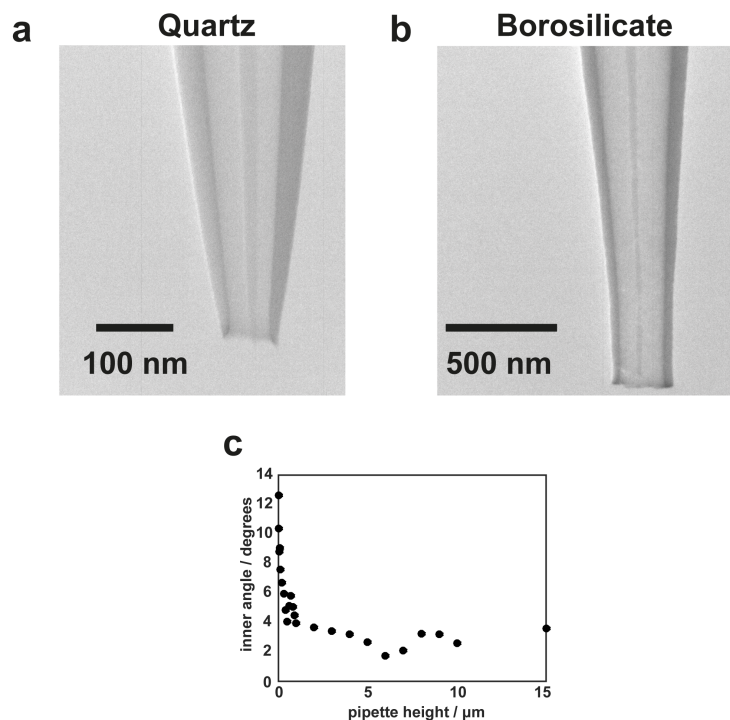 a
Quartz
b
Borosilicate
100 nm
500 nm
c
inner angle / degrees
14
12
10
8
6
4
2
0
0
5
10
15
pipette height / µm